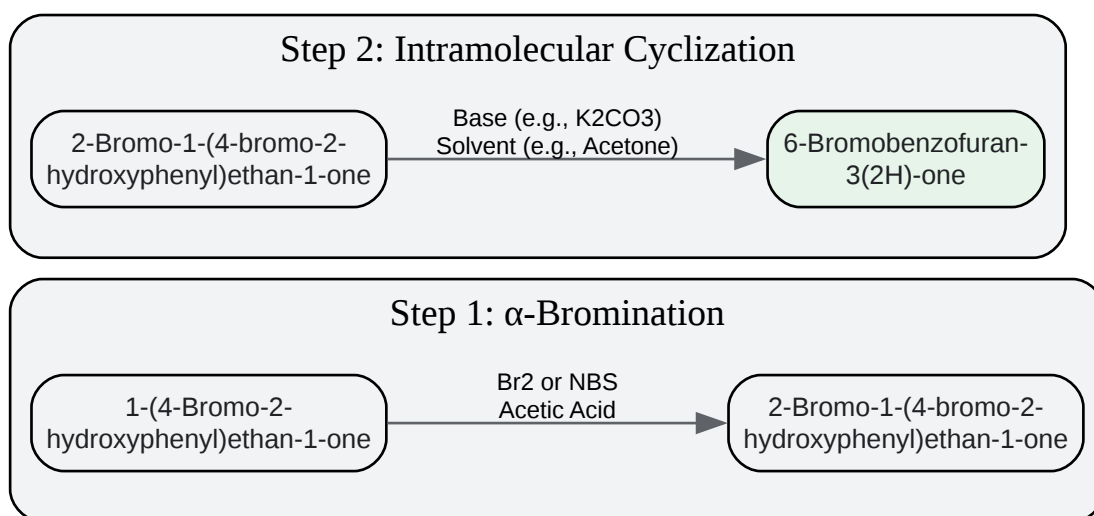 Step 2: Intramolecular Cyclization
2-Bromo-1-(4-bromo-2-
hydroxyphenyl)ethan-1-one
Base (e.g., K2CO3)
Solvent (e.g., Acetone)
6-Bromobenzofuran-
3(2H)-one
Step 1: α-Bromination
1-(4-Bromo-2-
hydroxyphenyl)ethan-1-one
Br2 or NBS
Acetic Acid
2-Bromo-1-(4-bromo-2-
hydroxyphenyl)ethan-1-one